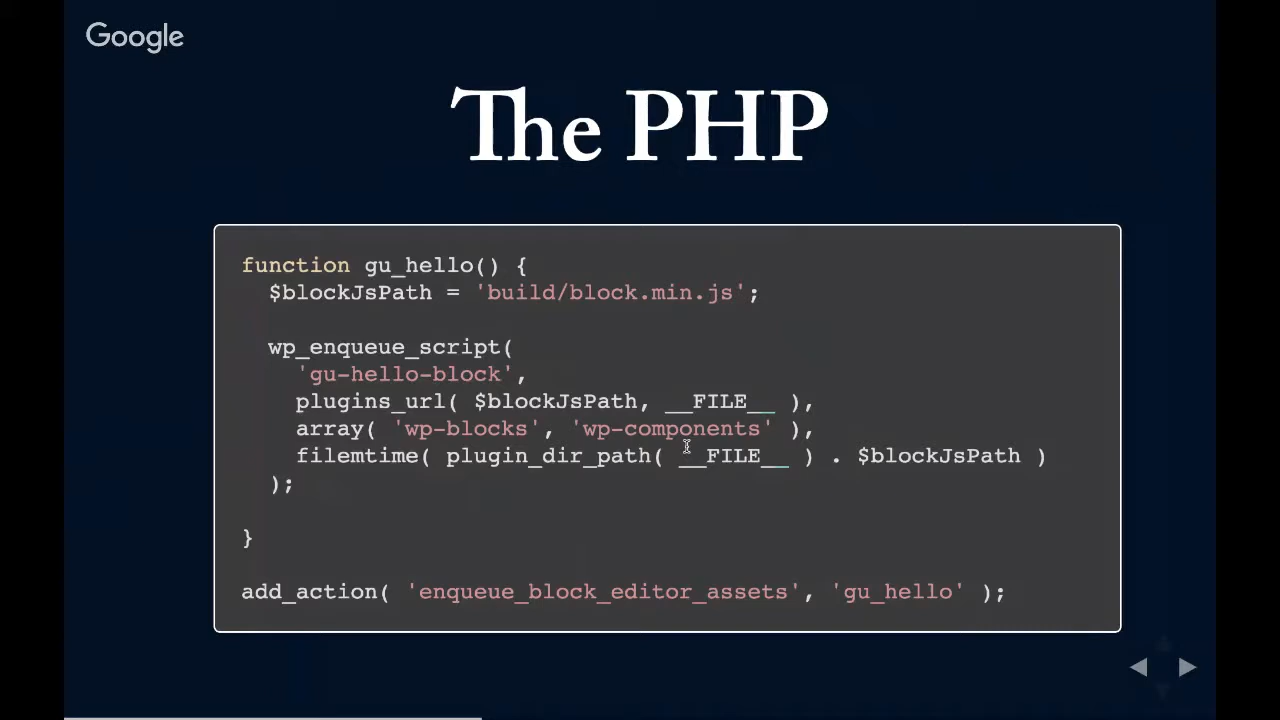 Google
The PHP
function gu_hello() {
$blockJsPath = 'build/block.min.js';
wp_enqueue_script(
'gu-hello-block',
plugins_url( $blockJsPath, __FILE__ ),
array( 'wp-blocks', 'wp-components' ),
filemtime( plugin_dir_path( __FILE__ ) . $blockJsPath )
);
}
add_action( 'enqueue_block_editor_assets', 'gu_hello' );